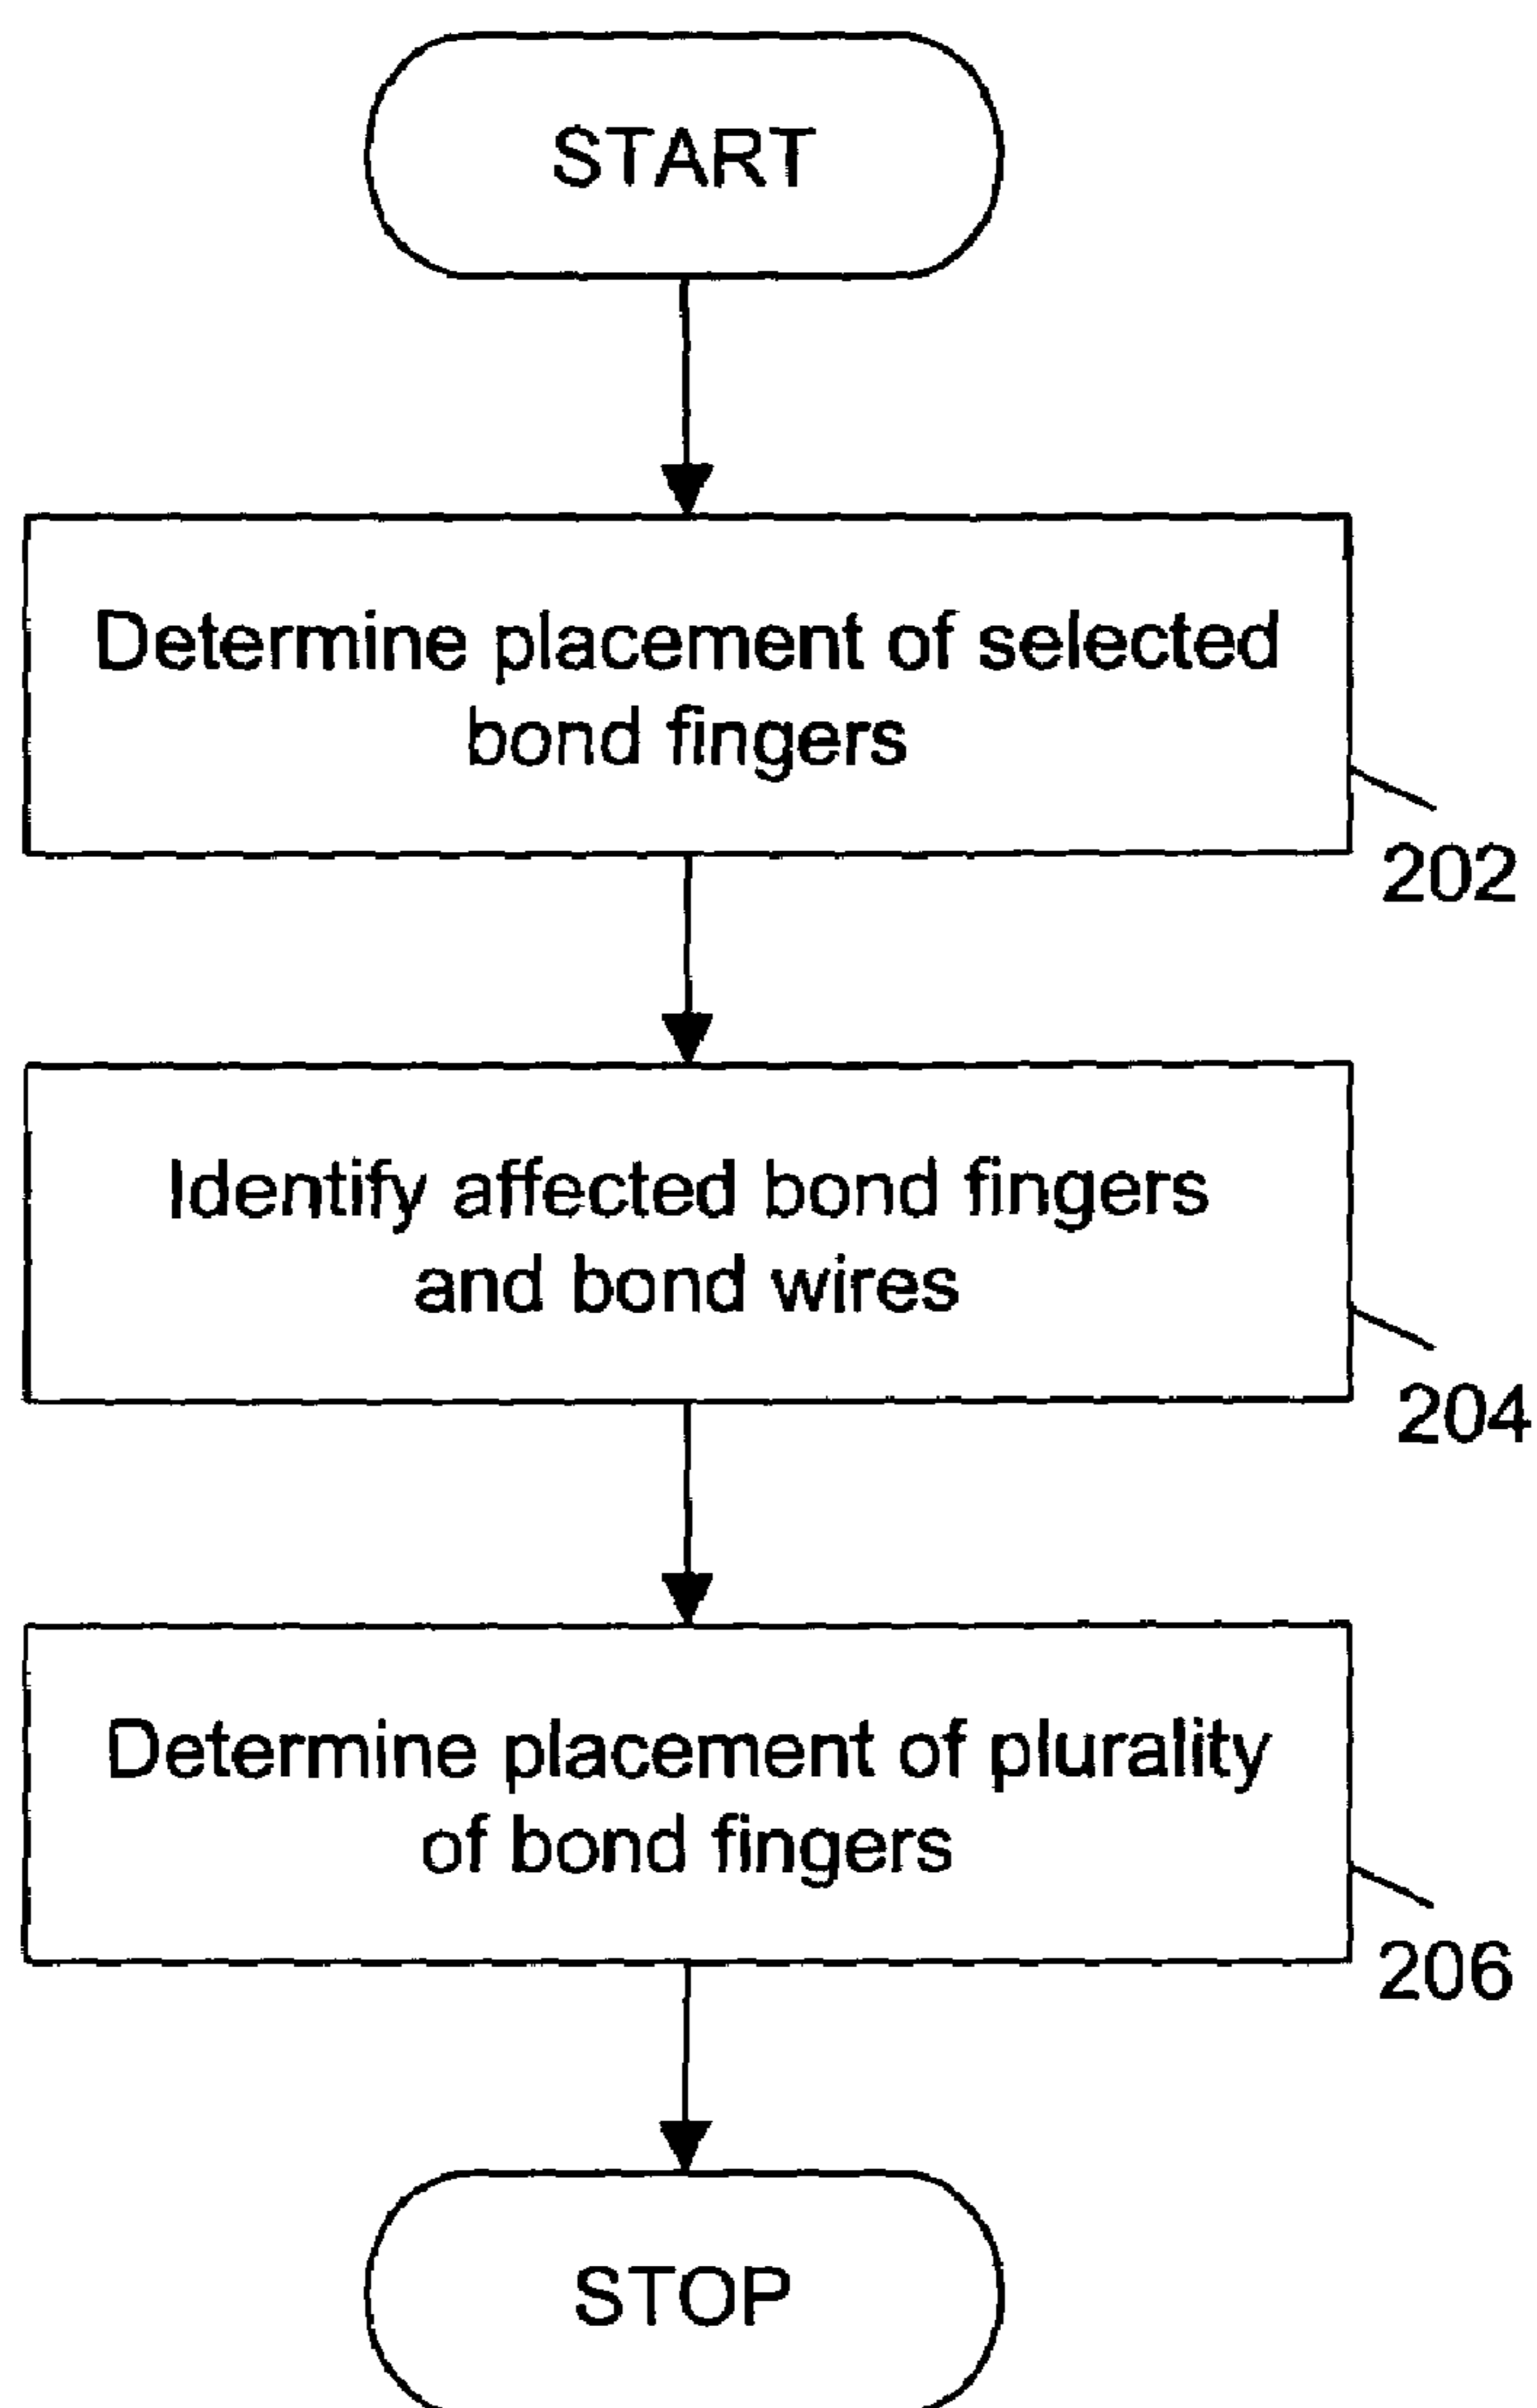 START
Determine placement of selected
bond fingers
202
Identify affected bond fingers
and bond wires
204
Determine placement of plurality
of bond fingers
206
STOP